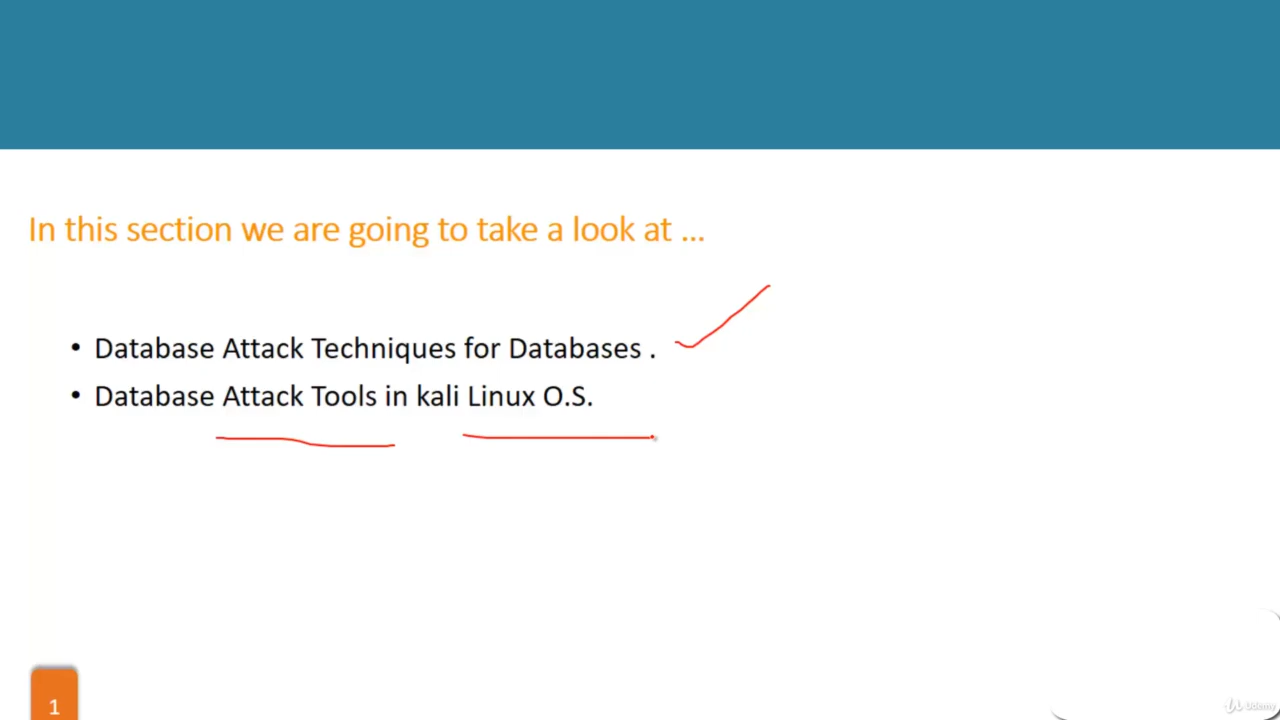 In this section we are going to take a look at ...
• Database Attack Techniques for Databases .
• Database Attack Tools in kali Linux O.S.
1
Udemy